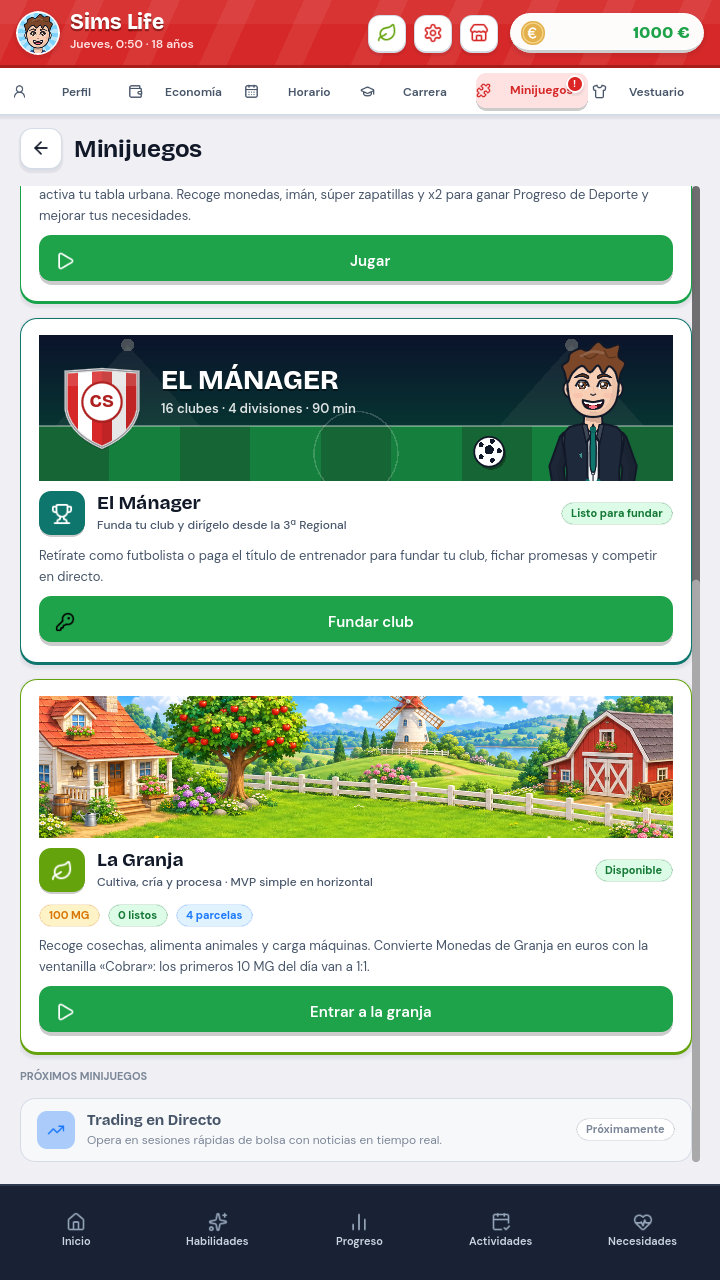 Sims Life
Jueves, 0:50 · 18 años
€
1000 €
Perfil
Economía
Horario
Carrera
Minijuegos
!
Vestuario
Minijuegos
activa tu tabla urbana. Recoge monedas, imán, súper zapatillas y x2 para ganar Progreso de Deporte y
mejorar tus necesidades.
Jugar
CS
EL MÁNAGER
16 clubes · 4 divisiones · 90 min
El Mánager
Funda tu club y dirígelo desde la 3ª Regional
Listo para fundar
Retírate como futbolista o paga el título de entrenador para fundar tu club, fichar promesas y competir
en directo.
Fundar club
La Granja
Cultiva, cría y procesa · MVP simple en horizontal
Disponible
100 MG
0 listos
4 parcelas
Recoge cosechas, alimenta animales y carga máquinas. Convierte Monedas de Granja en euros con la
ventanilla «Cobrar»: los primeros 10 MG del día van a 1:1.
Entrar a la granja
PRÓXIMOS MINIJUEGOS
Trading en Directo
Opera en sesiones rápidas de bolsa con noticias en tiempo real.
Próximamente
Inicio
Habilidades
Progreso
Actividades
Necesidades